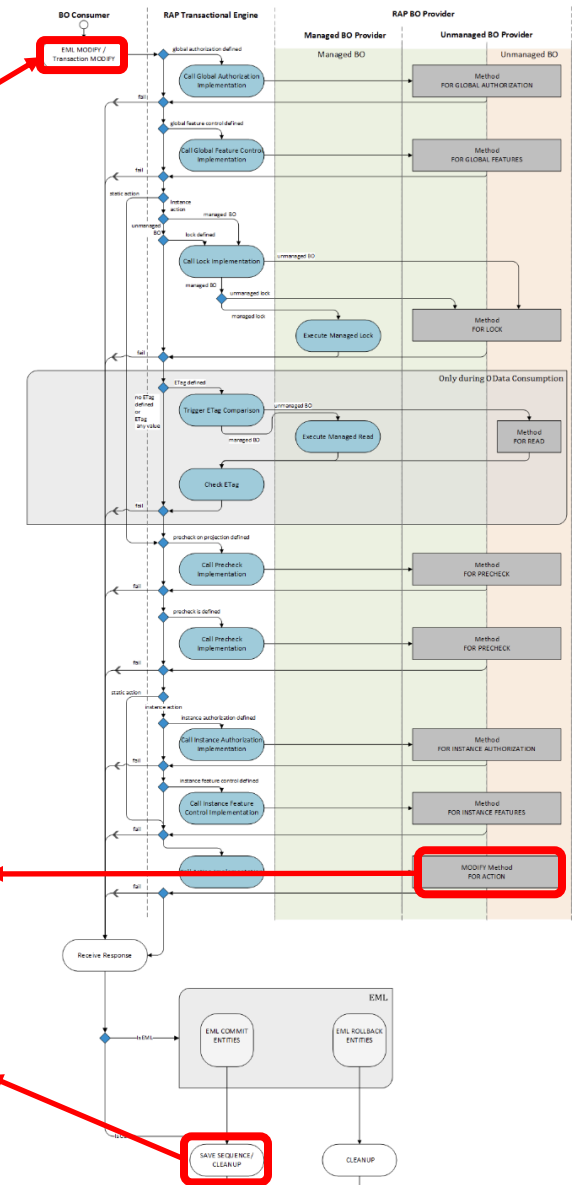 BO Consumer
RAP Transactional Engine
RAP BO Provider
Managed BO Provider
Unmanaged BO Provider
Managed BO
Unmanaged BO
EML MODIFY /
Transaction MODIFY
global authorization defined
Call Global Authorization
Implementation
Method
FOR GLOBAL AUTHORIZATION
fail
global feature control defined
Call Global Feature Control
Implementation
Method
FOR GLOBAL FEATURES
fail
static action
Instance
action
managed BO
unmanaged
BO
lock defined
Call Lock Implementation
unmanaged BO
managed BO
unmanaged lock
managed lock
Method
FOR LOCK
Execute Managed Lock
fail
Only during OData Consumption
ETag defined
no ETag
defined
or
ETag
any value
Trigger ETag Comparison
unmanaged BO
managed BO
Execute Managed Read
Method
FOR READ
Check ETag
fail
precheck on projection defined
Call Precheck
Implementation
Method
FOR PRECHECK
fail
precheck is defined
Call Precheck
Implementation
Method
FOR PRECHECK
fail
static action
instance action
instance authorization defined
Call Instance Authorization
Implementation
Method
FOR INSTANCE AUTHORIZATION
fail
instance feature control defined
Call Instance Feature
Control Implementation
Method
FOR INSTANCE FEATURES
fail
MODIFY Method
FOR ACTION
fail
Receive Response
EML
Is EML
EML COMMIT
ENTITIES
EML ROLLBACK
ENTITIES
SAVE SEQUENCE/
CLEANUP
CLEANUP